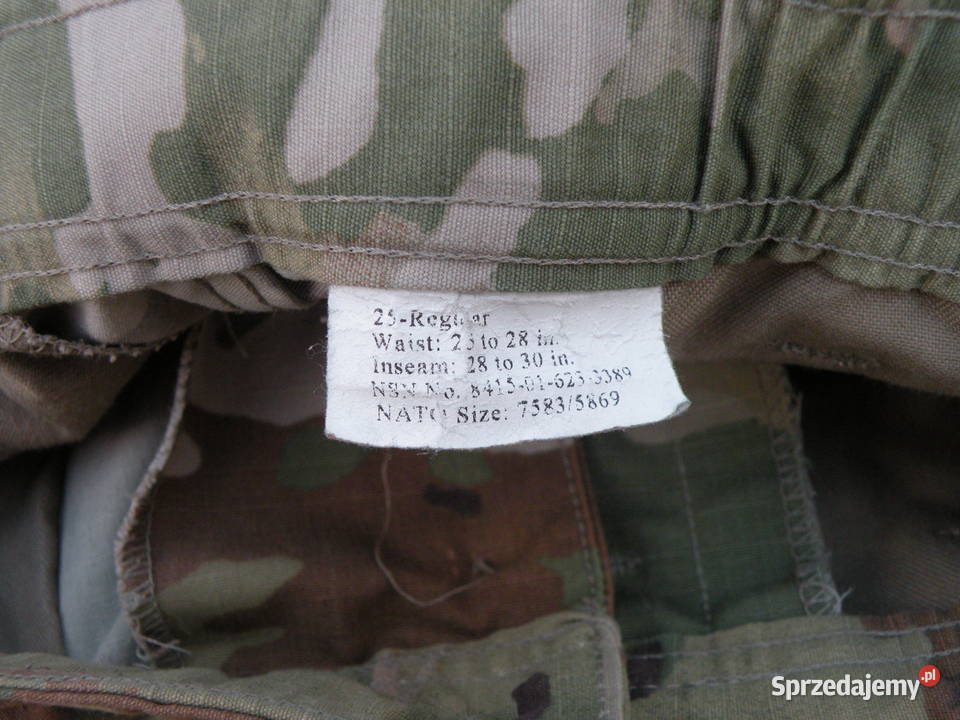 25-Regular
Waist: 25 to 28 in.
Inseam: 28 to 30 in.
NSN No. 8415-01-623-3389
NATO Size: 7583/5869
Sprzedajemy.pl